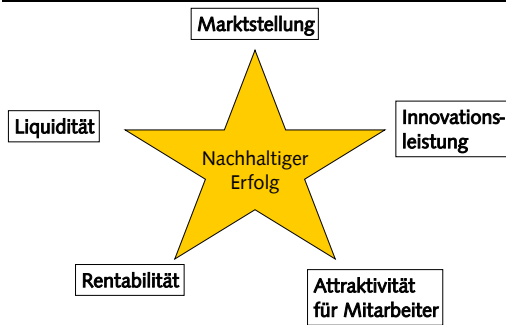 Marktstellung
Liquidität
Innovations-
leistung
Nachhaltiger
Erfolg
Rentabilität
Attraktivität
für Mitarbeiter